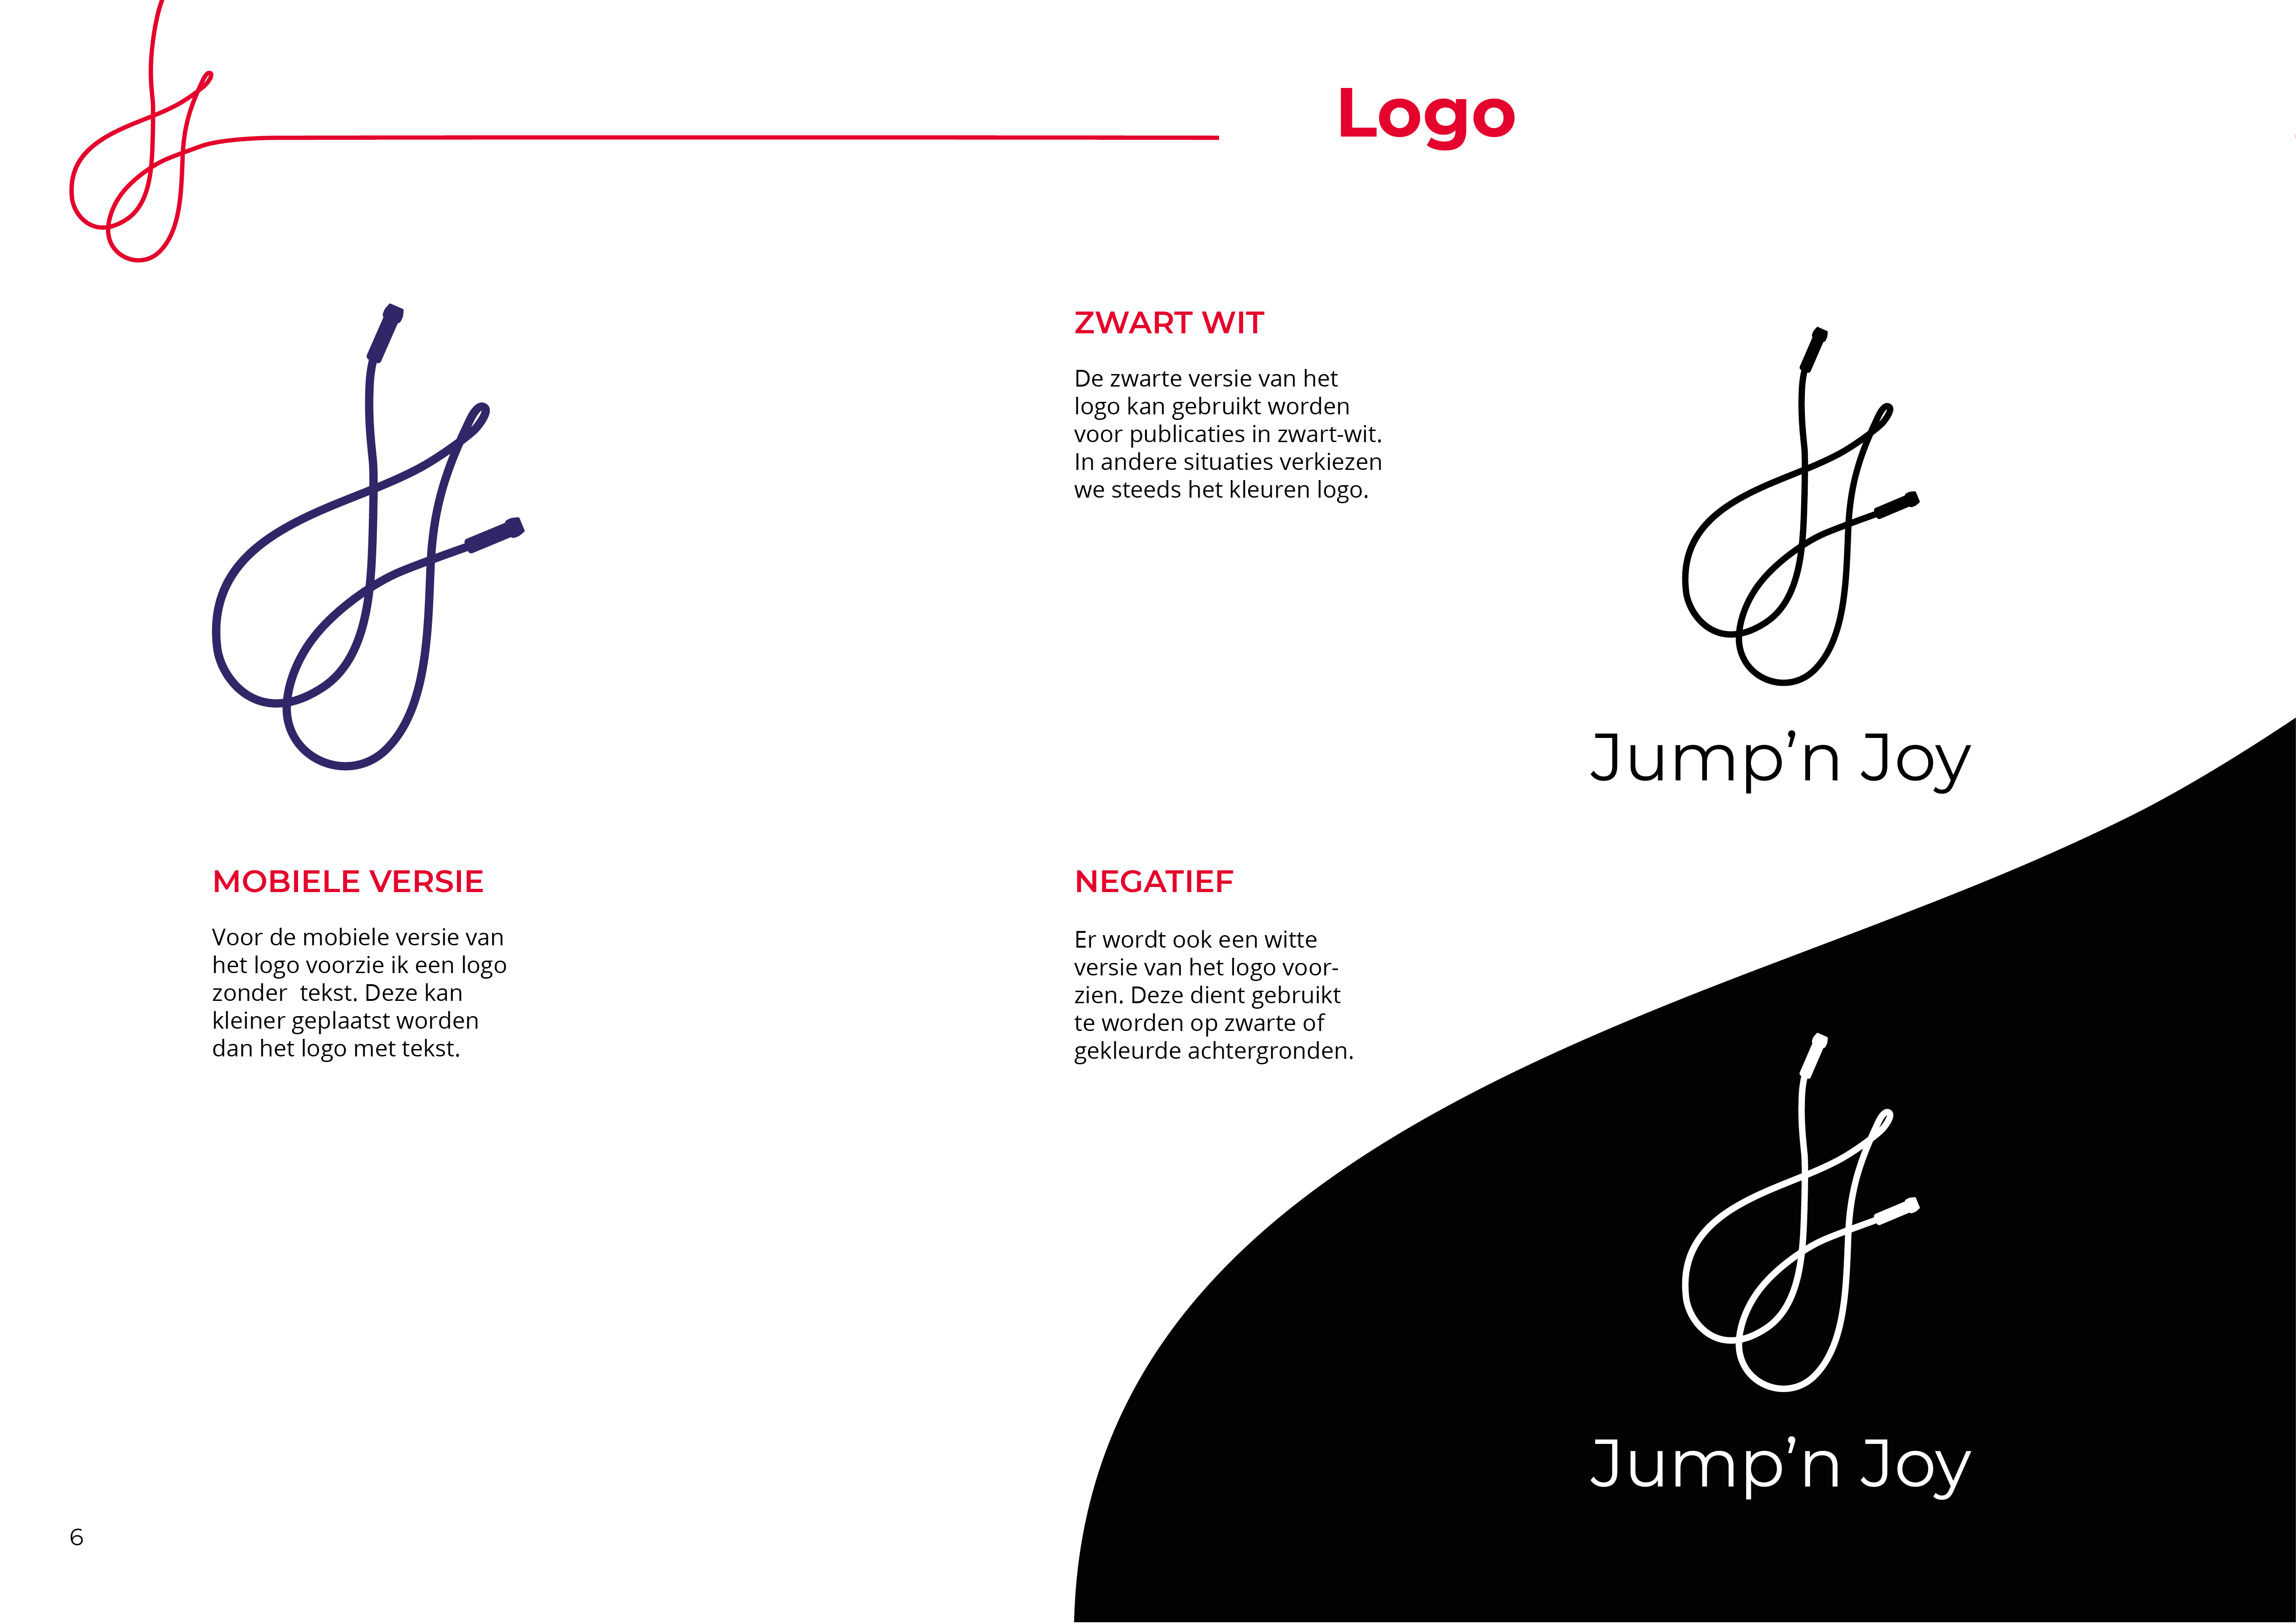 Logo
ZWART WIT
De zwarte versie van het
logo kan gebruikt worden
voor publicaties in zwart-wit.
In andere situaties verkiezen
we steeds het kleuren logo.
Jump’n Joy
MOBIELE VERSIE
Voor de mobiele versie van
het logo voorzie ik een logo
zonder  tekst. Deze kan
kleiner geplaatst worden
dan het logo met tekst.
NEGATIEF
Er wordt ook een witte
versie van het logo voor-
zien. Deze dient gebruikt
te worden op zwarte of
gekleurde achtergronden.
Jump’n Joy
6